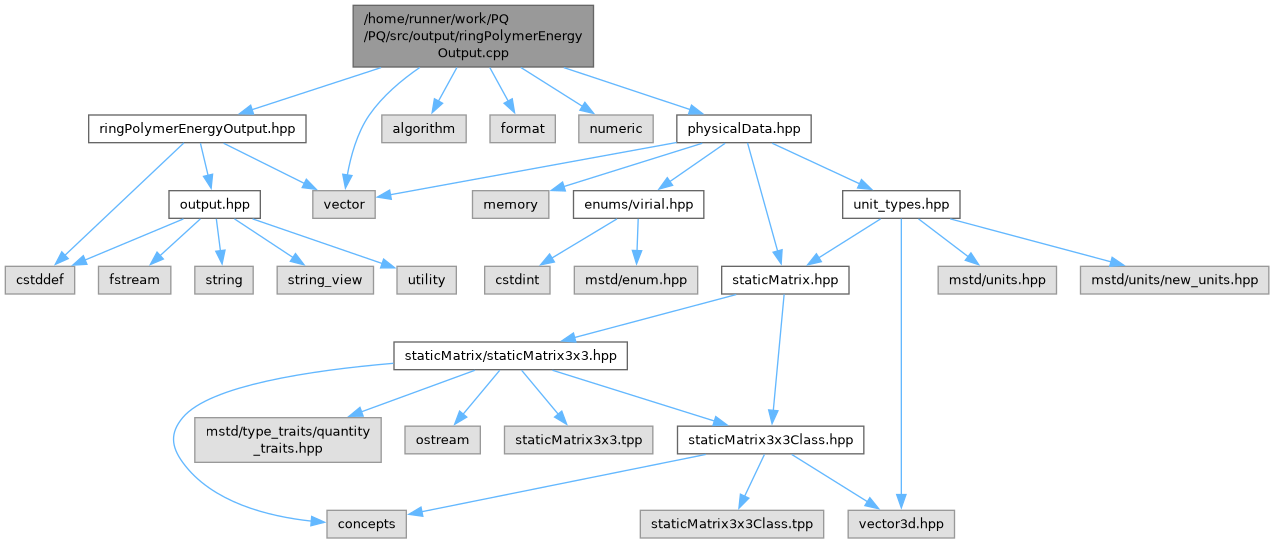 /home/runner/work/PQ
/PQ/src/output/ringPolymerEnergy
Output.cpp
ringPolymerEnergyOutput.hpp
algorithm
format
numeric
physicalData.hpp
output.hpp
vector
memory
enums/virial.hpp
unit_types.hpp
cstddef
fstream
string
string_view
utility
cstdint
mstd/enum.hpp
staticMatrix.hpp
mstd/units.hpp
mstd/units/new_units.hpp
staticMatrix/staticMatrix3x3.hpp
mstd/type_traits/quantity
_traits.hpp
ostream
staticMatrix3x3.tpp
staticMatrix3x3Class.hpp
concepts
staticMatrix3x3Class.tpp
vector3d.hpp